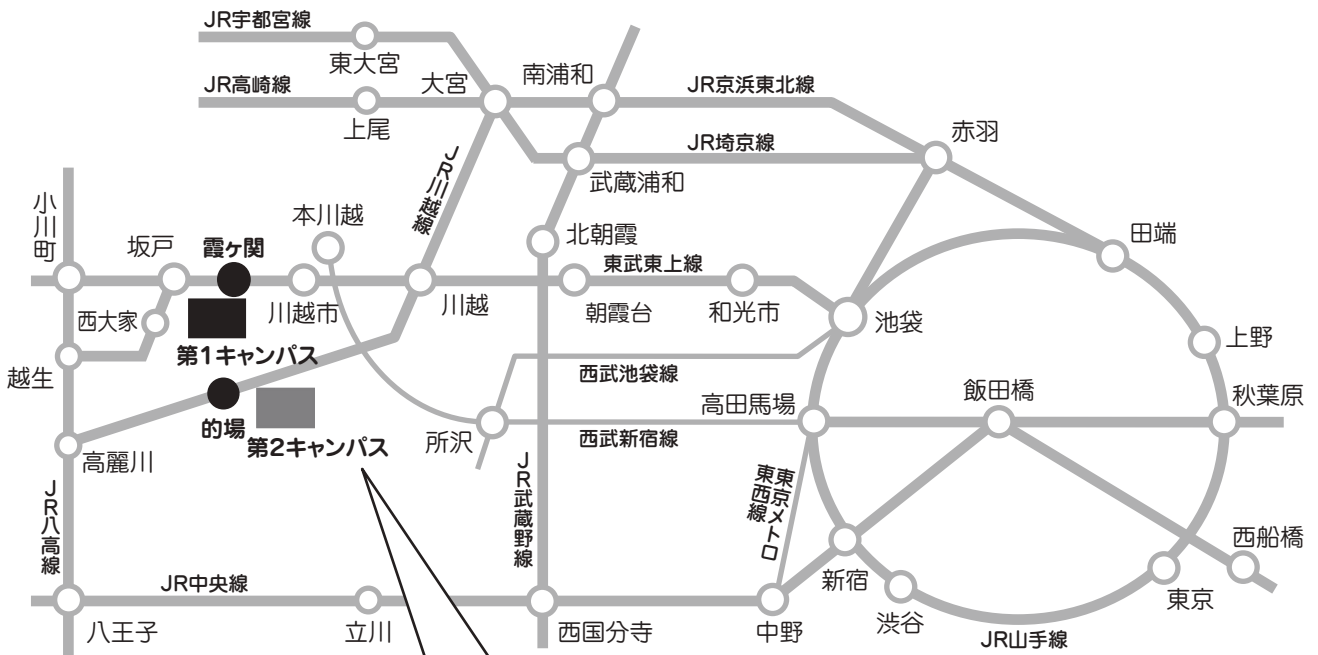 JR宇都宮線
東大宮
大宮
南浦和
JR高崎線
上尾
JR京浜東北線
赤羽
JR埼京線
武蔵浦和
JR川越線
小川町
坂戸
霞ヶ関
本川越
北朝霞
田端
東武東上線
西大家
川越市
川越
朝霞台
和光市
池袋
第1キャンパス
上野
越生
西武池袋線
飯田橋
高田馬場
秋葉原
的場
第2キャンパス
所沢
西武新宿線
高麗川
JR八高線
JR武蔵野線
東京メトロ
東西線
西船橋
新宿
JR中央線
東京
渋谷
八王子
立川
西国分寺
中野
JR山手線